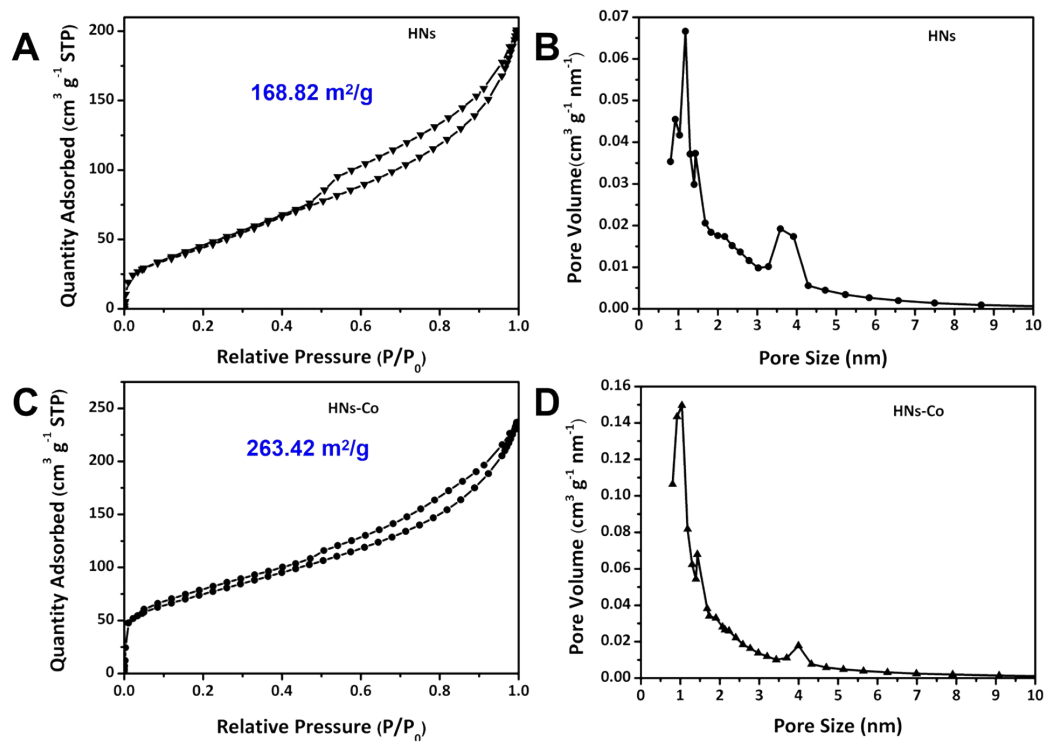 A
HNs
168.82 m²/g
Quantity Adsorbed (cm³ g⁻¹ STP)
200
150
100
50
0
0.0 0.2 0.4 0.6 0.8 1.0
Relative Pressure (P/P₀)
B
HNs
Pore Volume(cm³ g⁻¹ nm⁻¹)
0.07
0.06
0.05
0.04
0.03
0.02
0.01
0.00
0 1 2 3 4 5 6 7 8 9 10
Pore Size (nm)
C
HNs-Co
263.42 m²/g
Quantity Adsorbed (cm³ g⁻¹ STP)
250
200
150
100
50
0
0.0 0.2 0.4 0.6 0.8 1.0
Relative Pressure (P/P₀)
D
HNs-Co
Pore Volume (cm³ g⁻¹ nm⁻¹)
0.16
0.14
0.12
0.10
0.08
0.06
0.04
0.02
0.00
0 1 2 3 4 5 6 7 8 9 10
Pore Size (nm)